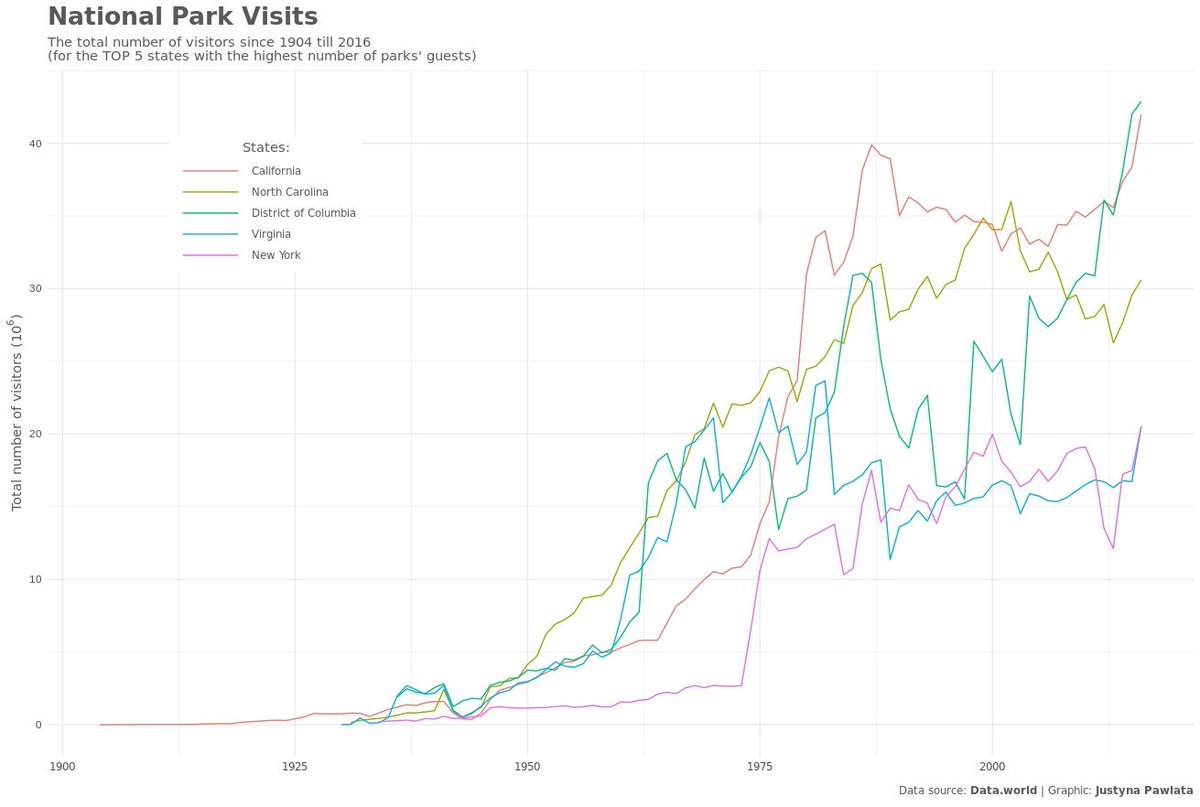 National Park Visits
The total number of visitors since 1904 till 2016
(for the TOP 5 states with the highest number of parks' guests)
States:
California
North Carolina
District of Columbia
Virginia
New York
Total number of visitors (10⁶)
40
30
20
10
0
1900
1925
1950
1975
2000
Data source: Data.world | Graphic: Justyna Pawlata